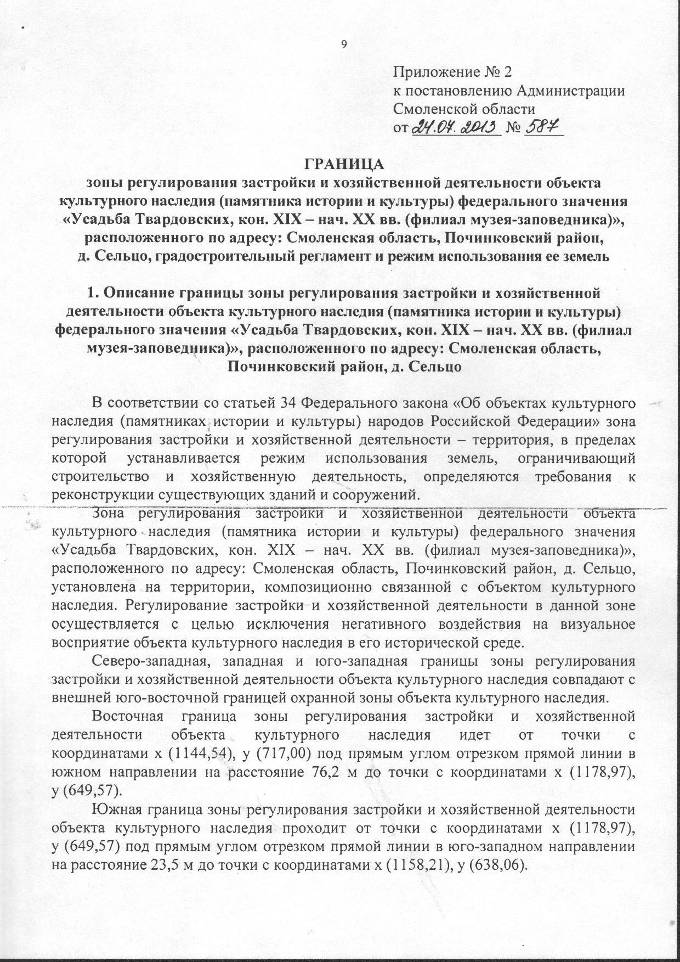 9
Приложение № 2
к постановлению Администрации
Смоленской области
от 24.07.2013 № 587
ГРАНИЦА
зоны регулирования застройки и хозяйственной деятельности объекта
культурного наследия (памятника истории и культуры) федерального значения
«Усадьба Твардовских, кон. XIX – нач. XX вв. (филиал музея-заповедника)»,
расположенного по адресу: Смоленская область, Починковский район,
д. Сельцо, градостроительный регламент и режим использования ее земель
1. Описание границы зоны регулирования застройки и хозяйственной
деятельности объекта культурного наследия (памятника истории и культуры)
федерального значения «Усадьба Твардовских, кон. XIX – нач. XX вв. (филиал
музея-заповедника)», расположенного по адресу: Смоленская область,
Починковский район, д. Сельцо
В соответствии со статьей 34 Федерального закона «Об объектах культурного
наследия (памятниках истории и культуры) народов Российской Федерации» зона
регулирования застройки и хозяйственной деятельности – территория, в пределах
которой устанавливается режим использования земель, ограничивающий
строительство и хозяйственную деятельность, определяются требования к
реконструкции существующих зданий и сооружений.
Зона регулирования застройки и хозяйственной деятельности объекта
культурного наследия (памятника истории и культуры) федерального значения
«Усадьба Твардовских, кон. XIX – нач. XX вв. (филиал музея-заповедника)»,
расположенного по адресу: Смоленская область, Починковский район, д. Сельцо,
установлена на территории, композиционно связанной с объектом культурного
наследия. Регулирование застройки и хозяйственной деятельности в данной зоне
осуществляется с целью исключения негативного воздействия на визуальное
восприятие объекта культурного наследия в его исторической среде.
Северо-западная, западная и юго-западная границы зоны регулирования
застройки и хозяйственной деятельности объекта культурного наследия совпадают с
внешней юго-восточной границей охранной зоны объекта культурного наследия.
Восточная граница зоны регулирования застройки и хозяйственной
деятельности объекта культурного наследия идет от точки с
координатами х (1144,54), у (717,00) под прямым углом отрезком прямой линии в
южном направлении на расстояние 76,2 м до точки с координатами х (1178,97),
у (649,57).
Южная граница зоны регулирования застройки и хозяйственной деятельности
объекта культурного наследия проходит от точки с координатами х (1178,97),
у (649,57) под прямым углом отрезком прямой линии в юго-западном направлении
на расстояние 23,5 м до точки с координатами х (1158,21), у (638,06).